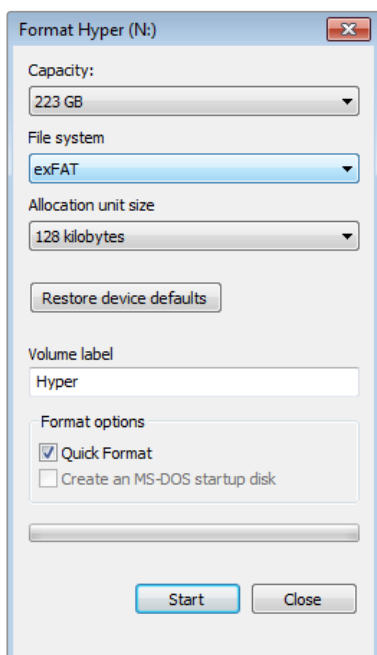 Format Hyper (N:)
Capacity:
223 GB
File system
exFAT
Allocation unit size
128 kilobytes
Restore device defaults
Volume label
Hyper
Format options
Quick Format
Create an MS-DOS startup disk
Start
Close